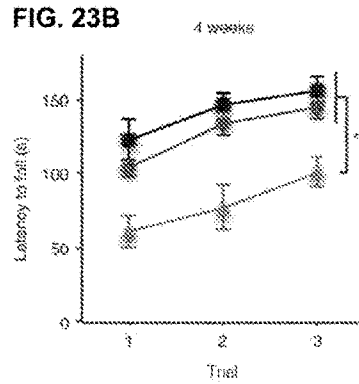 FIG. 23B
4 weeks
Latency to fall (s)
150
100
50
0
1 2 3
Trial
*